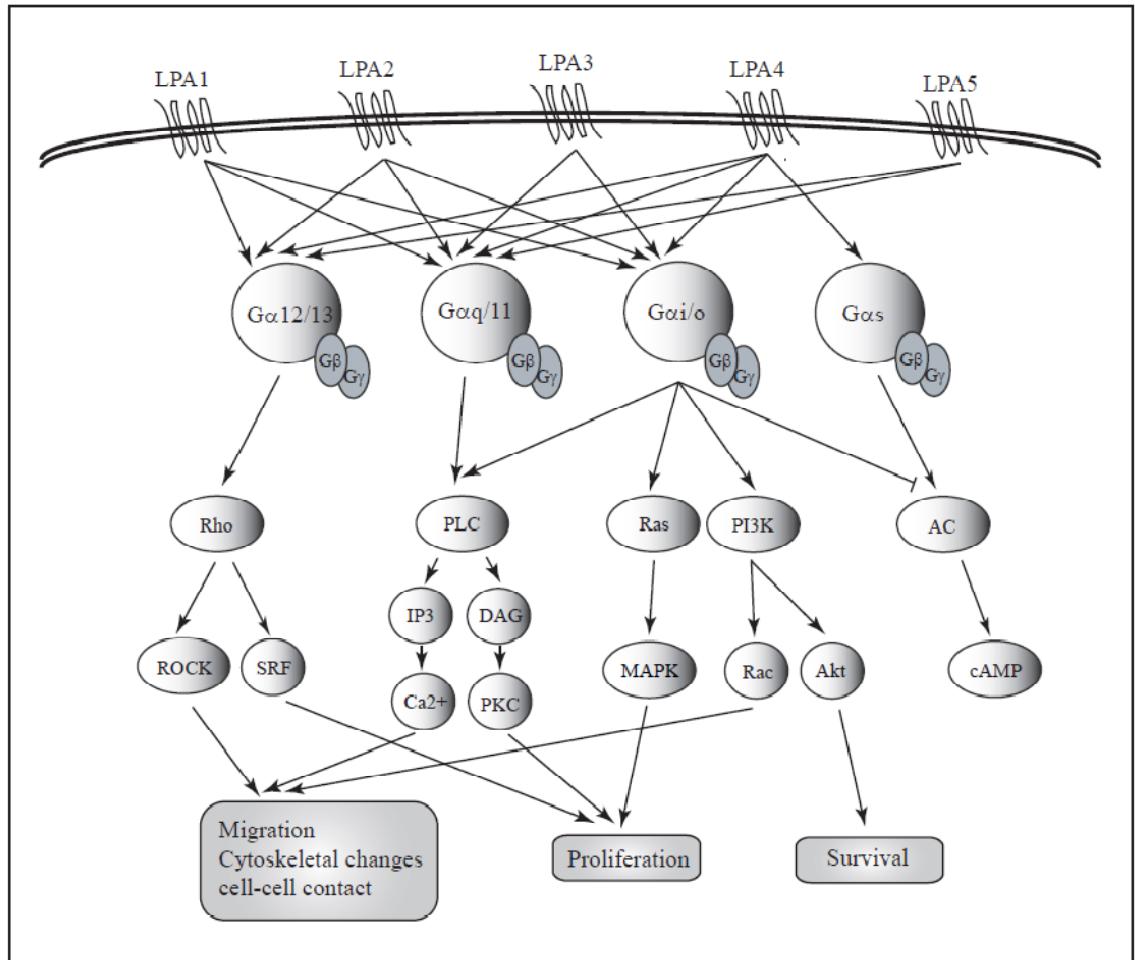 LPA1
LPA2
LPA3
LPA4
LPA5
Gα12/13
Gβ
Gγ
Gαq/11
Gβ
Gγ
Gαi/o
Gβ
Gγ
Gαs
Gβ
Gγ
Rho
PLC
Ras
PI3K
AC
IP3
DAG
ROCK
SRF
MAPK
Rac
Akt
cAMP
Ca2+
PKC
Migration
Cytoskeletal changes
cell-cell contact
Proliferation
Survival